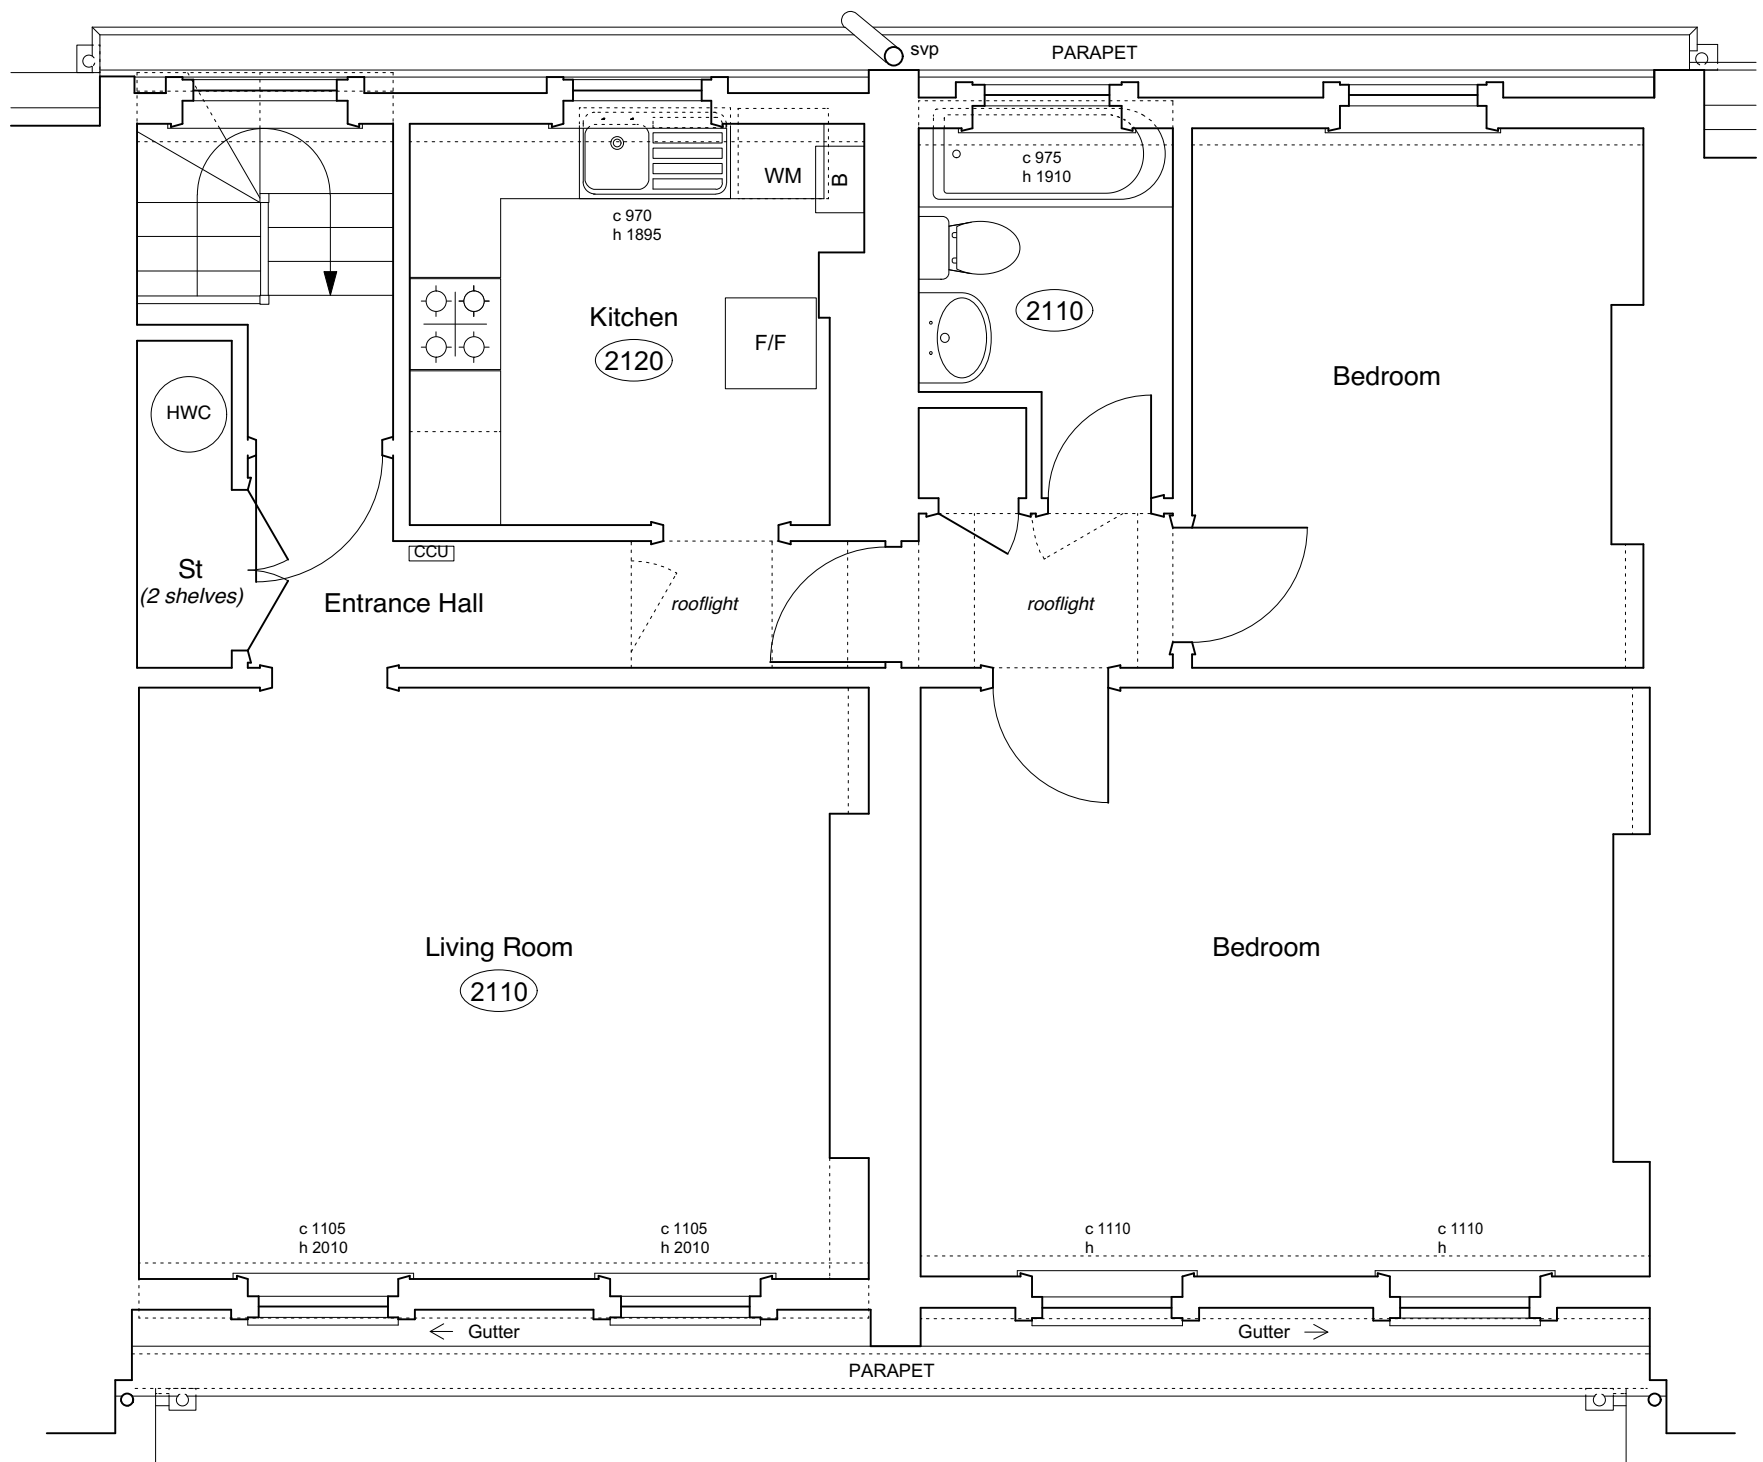 svp
PARAPET
c 975
h 1910
WM
B
c 970
h 1895
Kitchen
2120
F/F
2110
Bedroom
HWC
CCU
St
(2 shelves)
Entrance Hall
rooflight
rooflight
Living Room
2110
Bedroom
c 1105
h 2010
c 1105
h 2010
c 1110
h
c 1110
h
← Gutter
Gutter →
PARAPET